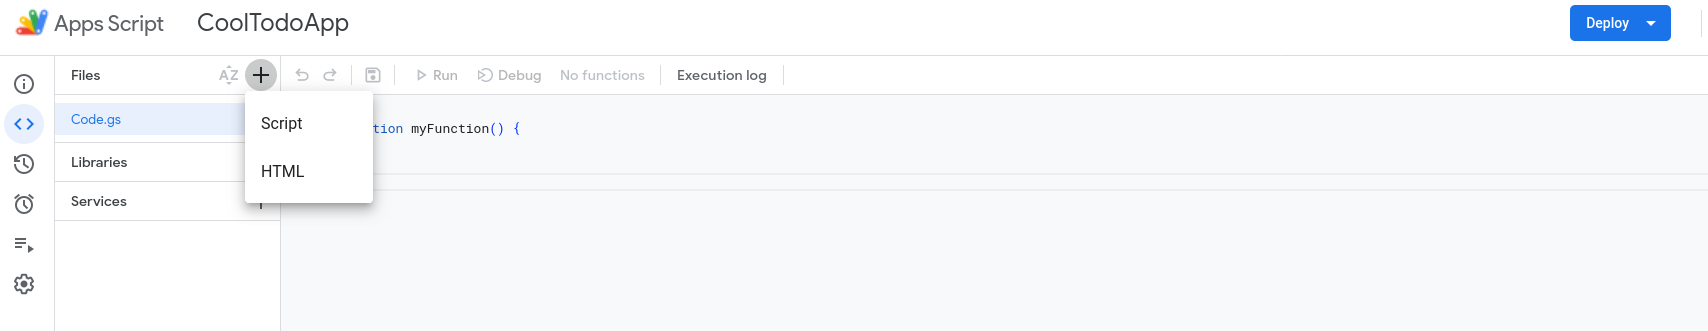 Apps Script CoolTodoApp Deploy
Files AZ Run Debug No functions Execution log
Code.gs
Script
tion myFunction() {
Libraries
HTML
Services